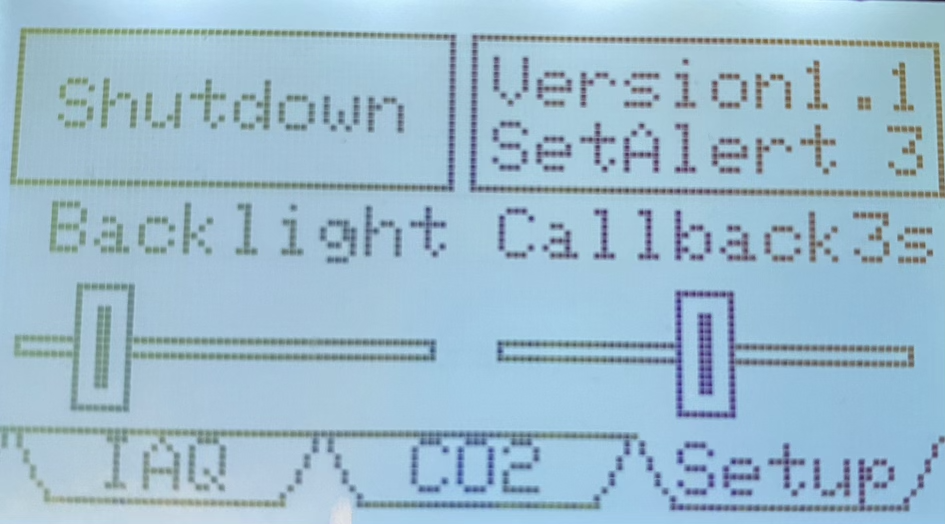 Shutdown
Version1.1
SetAlert 3
Backlight
Callback3s
IAQ
CO2
Setup